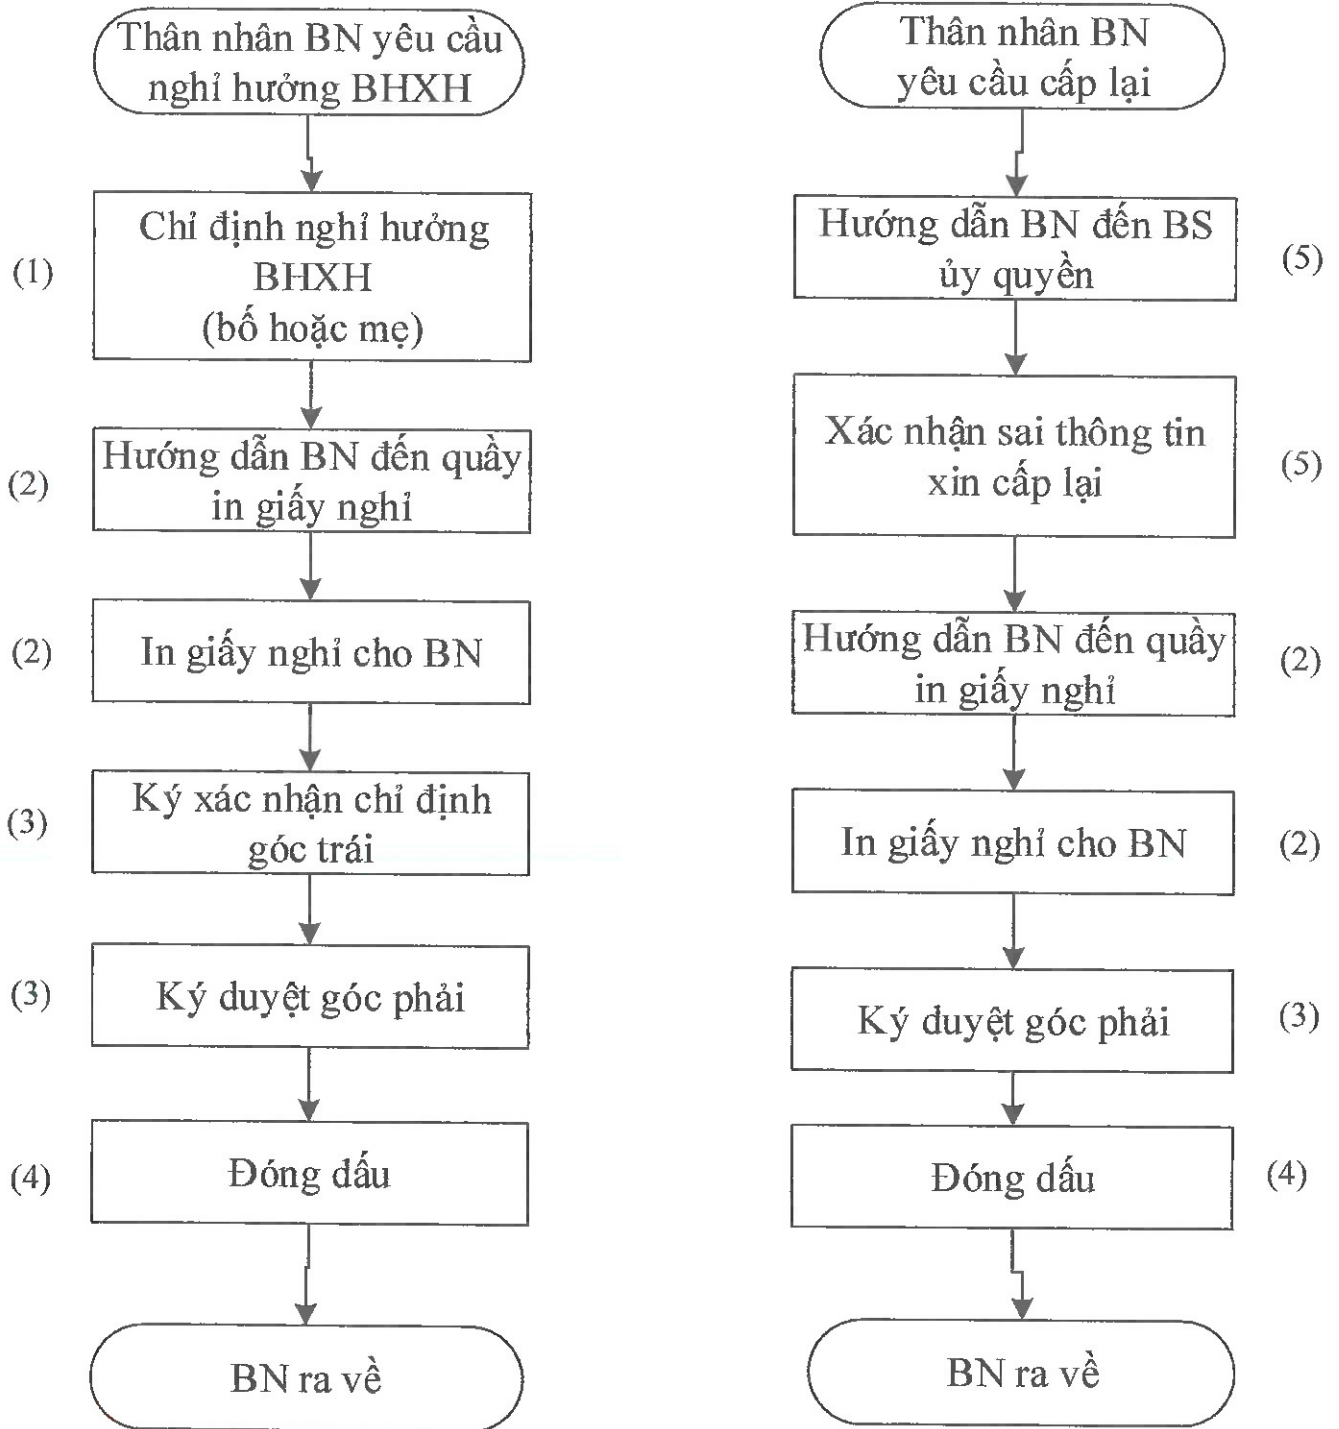 Thân nhân BN yêu cầu
nghỉ hưởng BHXH
(1)
Chỉ định nghỉ hưởng
BHXH
(bố hoặc mẹ)
(2)
Hướng dẫn BN đến quầy
in giấy nghỉ
(2)
In giấy nghỉ cho BN
(3)
Ký xác nhận chỉ định
góc trái
(3)
Ký duyệt góc phải
(4)
Đóng dấu
BN ra về
Thân nhân BN
yêu cầu cấp lại
Hướng dẫn BN đến BS
ủy quyền
(5)
Xác nhận sai thông tin
xin cấp lại
(5)
Hướng dẫn BN đến quầy
in giấy nghỉ
(2)
In giấy nghỉ cho BN
(2)
Ký duyệt góc phải
(3)
Đóng dấu
(4)
BN ra về